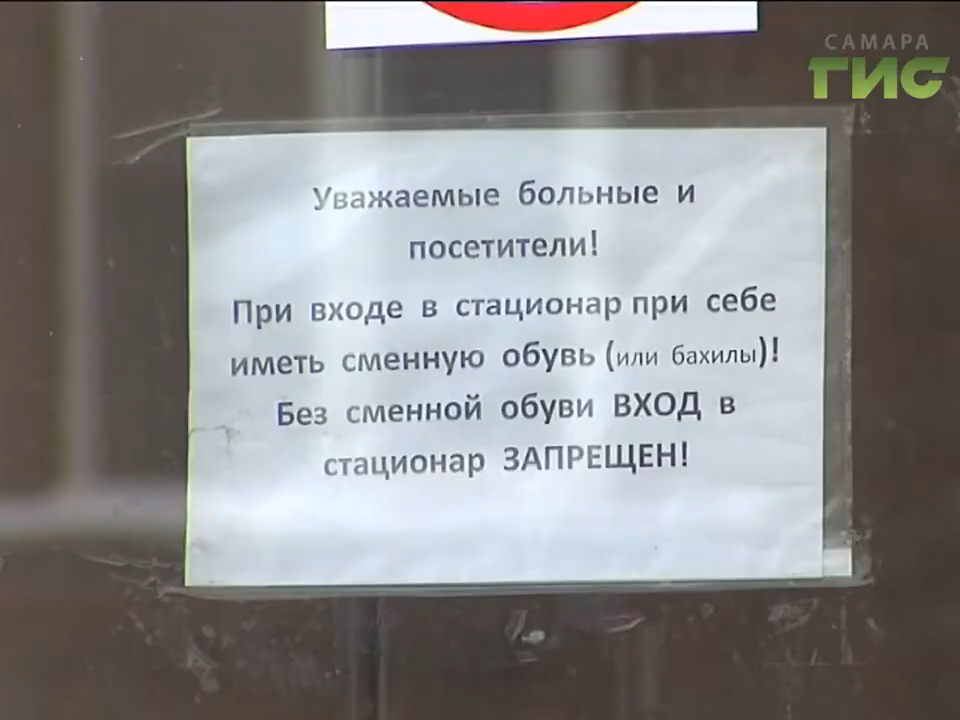 САМАРА
ГИС
Уважаемые больные и
посетители!
При входе в стационар при себе
иметь сменную обувь (или бахилы)!
Без сменной обуви ВХОД в
стационар ЗАПРЕЩЕН!